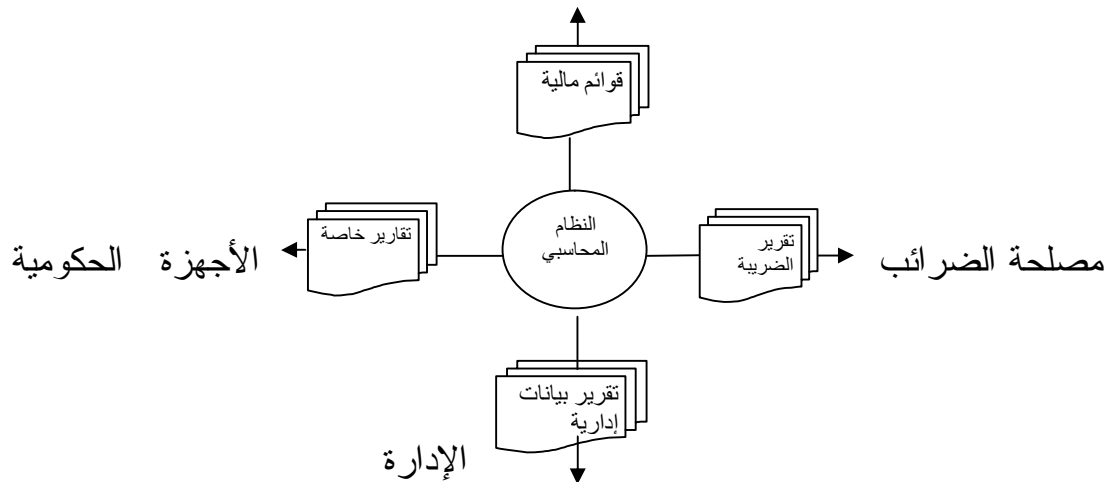 قوائم مالية
النظام
المحاسبي
تقرير
الضريبة
مصلحة الضرائب
تقارير خاصة
الأجهزة الحكومية
تقرير بيانات
إدارية
الإدارة